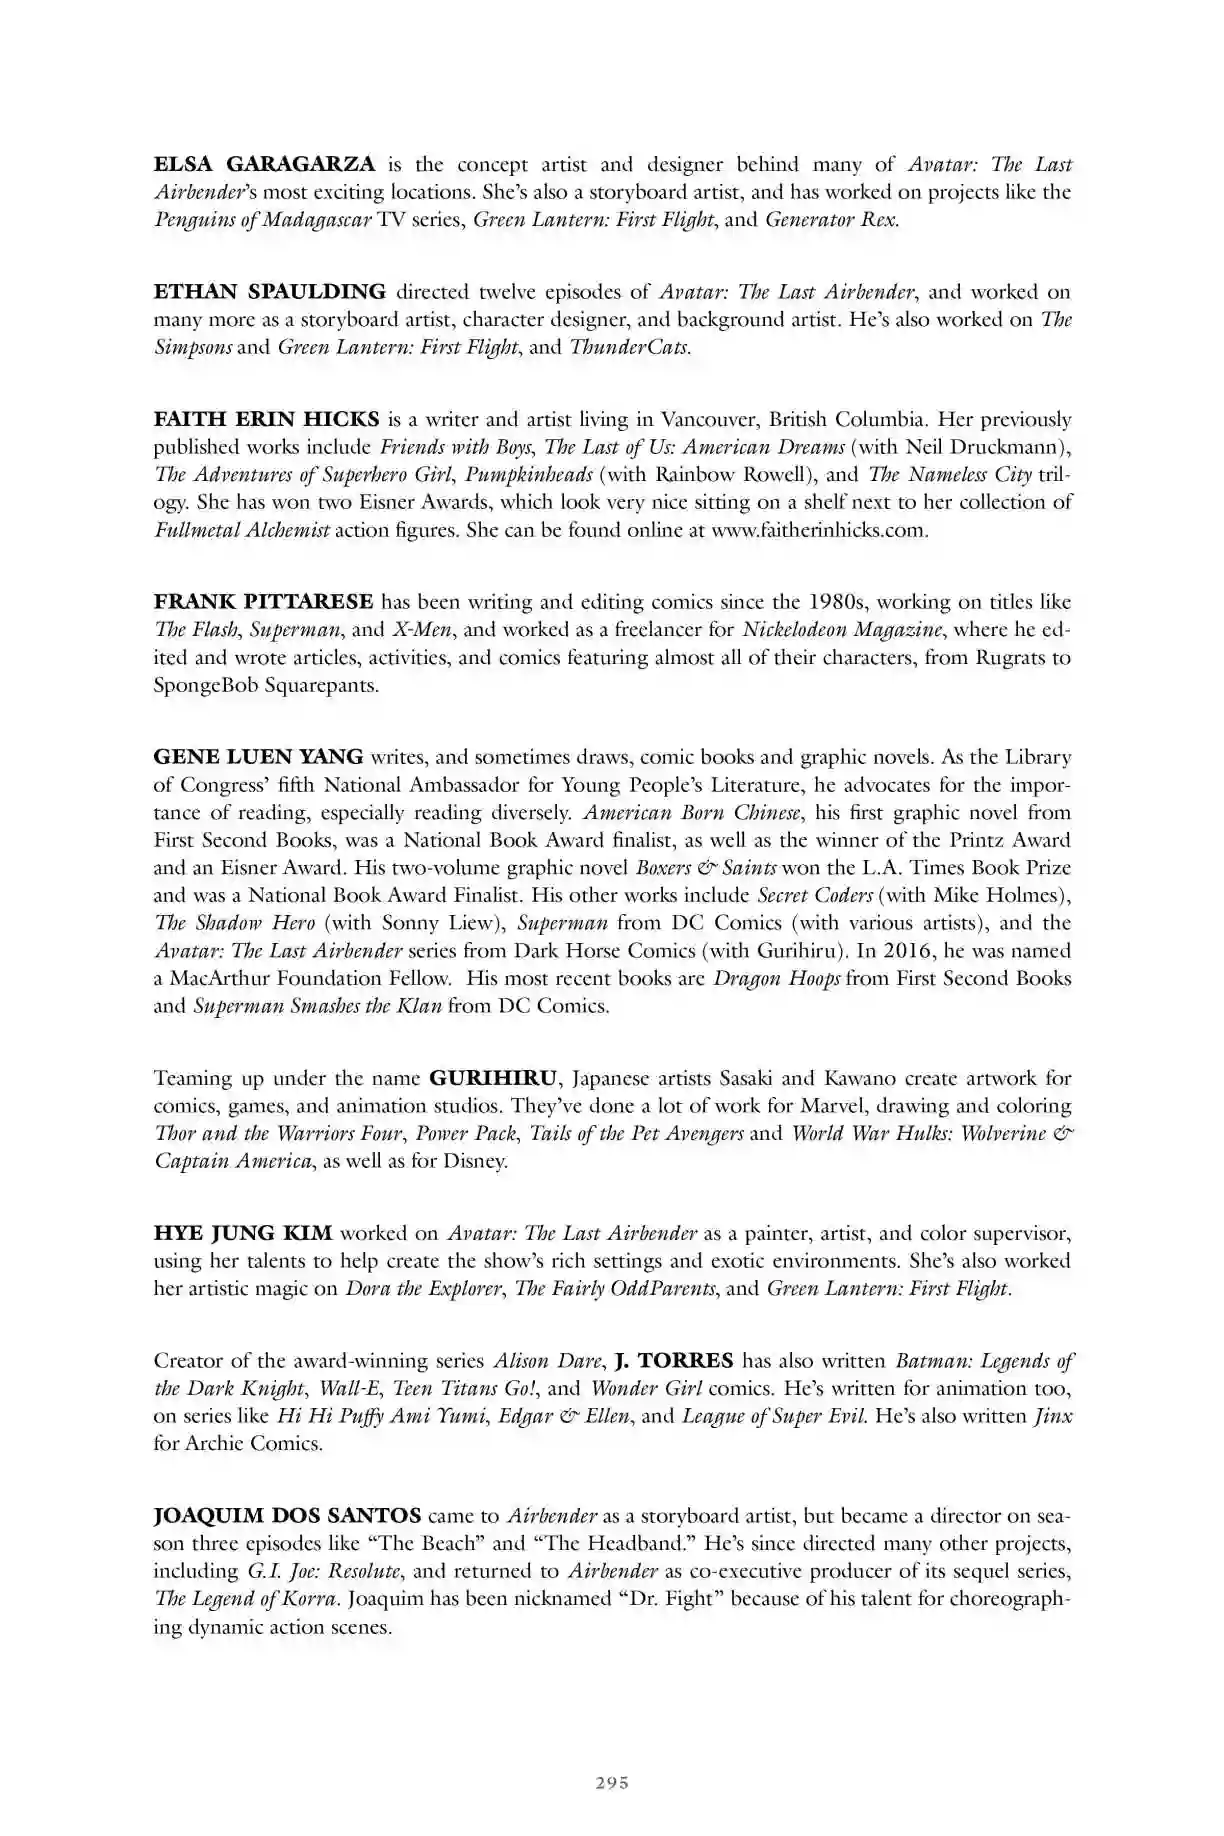 ELSA GARAGARZA is the concept artist and designer behind many of Avatar: The Last
Airbender’s most exciting locations. She’s also a storyboard artist, and has worked on projects like the
Penguins of Madagascar TV series, Green Lantern: First Flight, and Generator Rex.
ETHAN SPAULDING directed twelve episodes of Avatar: The Last Airbender, and worked on
many more as a storyboard artist, character designer, and background artist. He’s also worked on The
Simpsons and Green Lantern: First Flight, and ThunderCats.
FAITH ERIN HICKS is a writer and artist living in Vancouver, British Columbia. Her previously
published works include Friends with Boys, The Last of Us: American Dreams (with Neil Druckmann),
The Adventures of Superhero Girl, Pumpkinheads (with Rainbow Rowell), and The Nameless City tril-
ogy. She has won two Eisner Awards, which look very nice sitting on a shelf next to her collection of
Fullmetal Alchemist action figures. She can be found online at www.faitherinhicks.com.
FRANK PITTARESE has been writing and editing comics since the 1980s, working on titles like
The Flash, Superman, and X-Men, and worked as a freelancer for Nickelodeon Magazine, where he ed-
ited and wrote articles, activities, and comics featuring almost all of their characters, from Rugrats to
SpongeBob Squarepants.
GENE LUEN YANG writes, and sometimes draws, comic books and graphic novels. As the Library
of Congress’ fifth National Ambassador for Young People’s Literature, he advocates for the impor-
tance of reading, especially reading diversely. American Born Chinese, his first graphic novel from
First Second Books, was a National Book Award finalist, as well as the winner of the Printz Award
and an Eisner Award. His two-volume graphic novel Boxers & Saints won the L.A. Times Book Prize
and was a National Book Award Finalist. His other works include Secret Coders (with Mike Holmes),
The Shadow Hero (with Sonny Liew), Superman from DC Comics (with various artists), and the
Avatar: The Last Airbender series from Dark Horse Comics (with Gurihiru). In 2016, he was named
a MacArthur Foundation Fellow. His most recent books are Dragon Hoops from First Second Books
and Superman Smashes the Klan from DC Comics.
Teaming up under the name GURIHIRU, Japanese artists Sasaki and Kawano create artwork for
comics, games, and animation studios. They’ve done a lot of work for Marvel, drawing and coloring
Thor and the Warriors Four, Power Pack, Tails of the Pet Avengers and World War Hulks: Wolverine &
Captain America, as well as for Disney.
HYE JUNG KIM worked on Avatar: The Last Airbender as a painter, artist, and color supervisor,
using her talents to help create the show’s rich settings and exotic environments. She’s also worked
her artistic magic on Dora the Explorer, The Fairly OddParents, and Green Lantern: First Flight.
Creator of the award-winning series Alison Dare, J. TORRES has also written Batman: Legends of
the Dark Knight, Wall-E, Teen Titans Go!, and Wonder Girl comics. He’s written for animation too,
on series like Hi Hi Puffy Ami Yumi, Edgar & Ellen, and League of Super Evil. He’s also written Jinx
for Archie Comics.
JOAQUIM DOS SANTOS came to Airbender as a storyboard artist, but became a director on sea-
son three episodes like “The Beach” and “The Headband.” He’s since directed many other projects,
including G.I. Joe: Resolute, and returned to Airbender as co-executive producer of its sequel series,
The Legend of Korra. Joaquim has been nicknamed “Dr. Fight” because of his talent for choreograph-
ing dynamic action scenes.
295